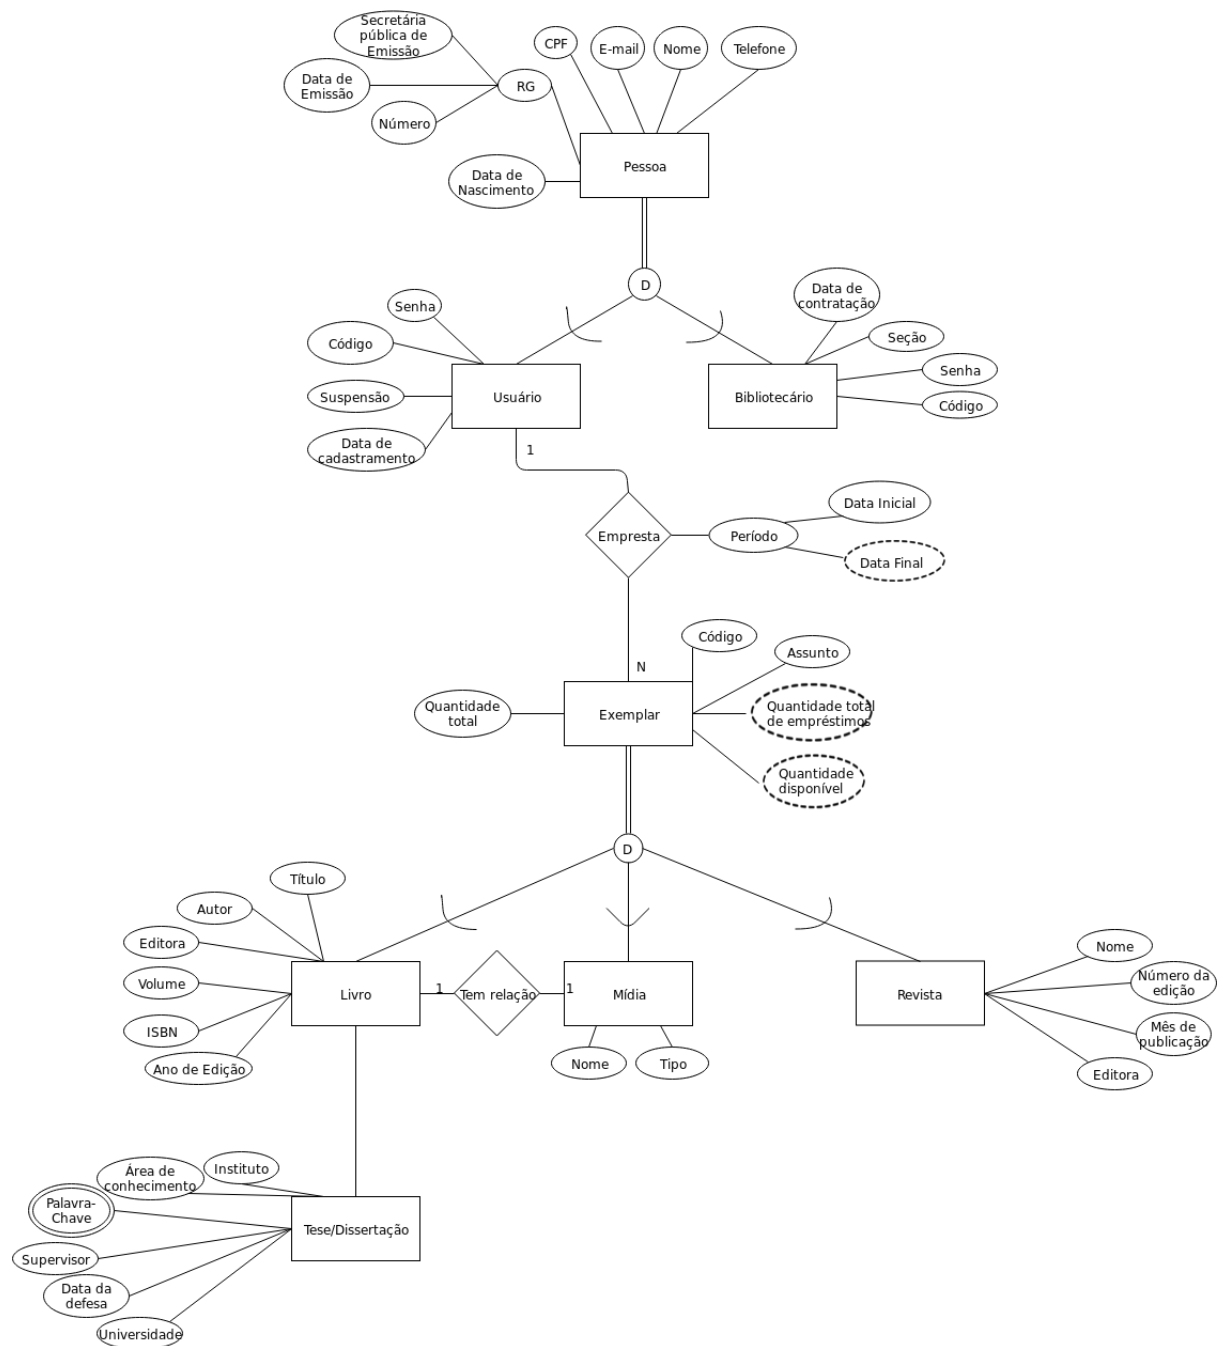 Secretária
pública de
Emissão
CPF
E-mail
Nome
Telefone
Data de
Emissão
RG
Número
Pessoa
Data de
Nascimento
D
Data de
contratação
Senha
Código
Seção
Senha
Suspensão
Usuário
Bibliotecário
Código
Data de
cadastramento
1
Data Inicial
Empresta
Período
Data Final
Código
Assunto
N
Quantidade
total
Exemplar
Quantidade total
de empréstimos
Quantidade
disponível
D
Título
Autor
Editora
Nome
Volume
Livro
1
Tem relação
1
Mídia
Revista
Número da
edição
ISBN
Mês de
publicação
Ano de Edição
Nome
Tipo
Editora
Área de
conhecimento
Instituto
Palavra-
Chave
Tese/Dissertação
Supervisor
Data da
defesa
Universidade